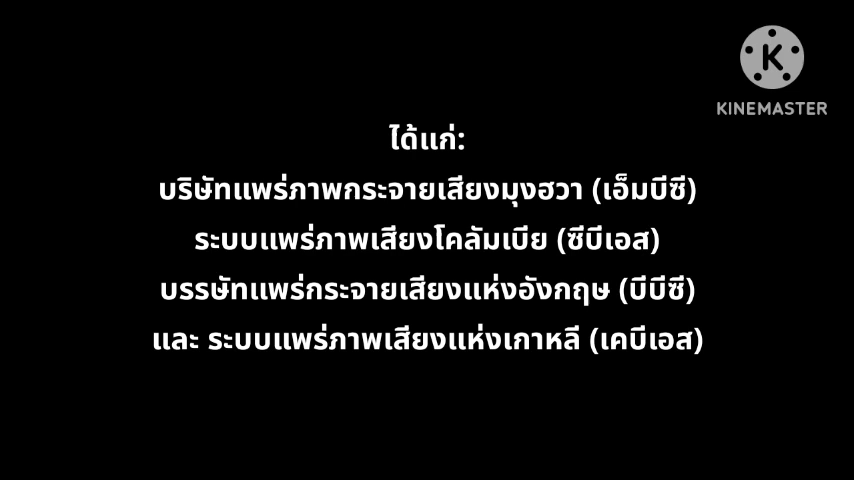 KINEMASTER
ได้แก่:
บริษัทแพร่ภาพกระจายเสียงมุงฮวา (เอ็มบีซี)
ระบบแพร่ภาพเสียงโคลัมเบีย (ซีบีเอส)
บรรษัทแพร่กระจายเสียงแห่งอังกฤษ (บีบีซี)
และ ระบบแพร่ภาพเสียงแห่งเกาหลี (เคบีเอส)